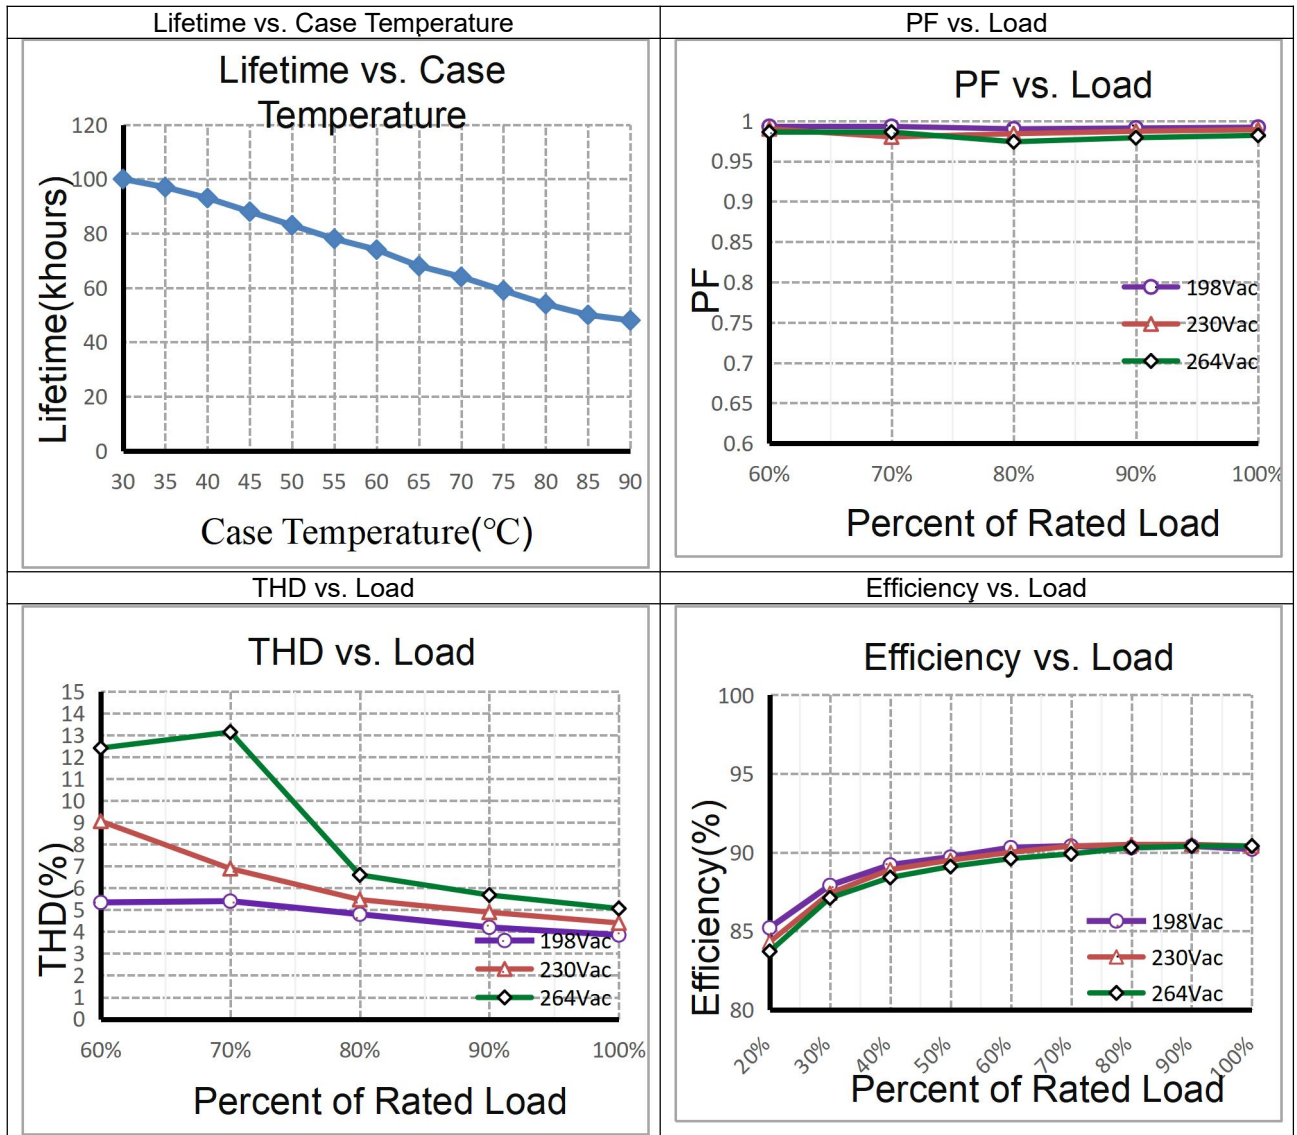 Lifetime vs. Case Temperature
PF vs. Load
Lifetime vs. Case
Temperature
120
100
80
60
40
20
0
30 35 40 45 50 55 60 65 70 75 80 85 90
Lifetime(khours)
Case Temperature(℃)
PF vs. Load
1
0.95
0.9
0.85
0.8
0.75
0.7
0.65
0.6
60% 70% 80% 90% 100%
PF
198Vac
230Vac
264Vac
Percent of Rated Load
THD vs. Load
Efficiency vs. Load
THD vs. Load
15
14
13
12
11
10
9
8
7
6
5
4
3
2
1
0
60% 70% 80% 90% 100%
THD(%)
198Vac
230Vac
264Vac
Percent of Rated Load
Efficiency vs. Load
100
95
90
85
80
20% 30% 40% 50% 60% 70% 80% 90% 100%
Efficiency(%)
198Vac
230Vac
264Vac
Percent of Rated Load